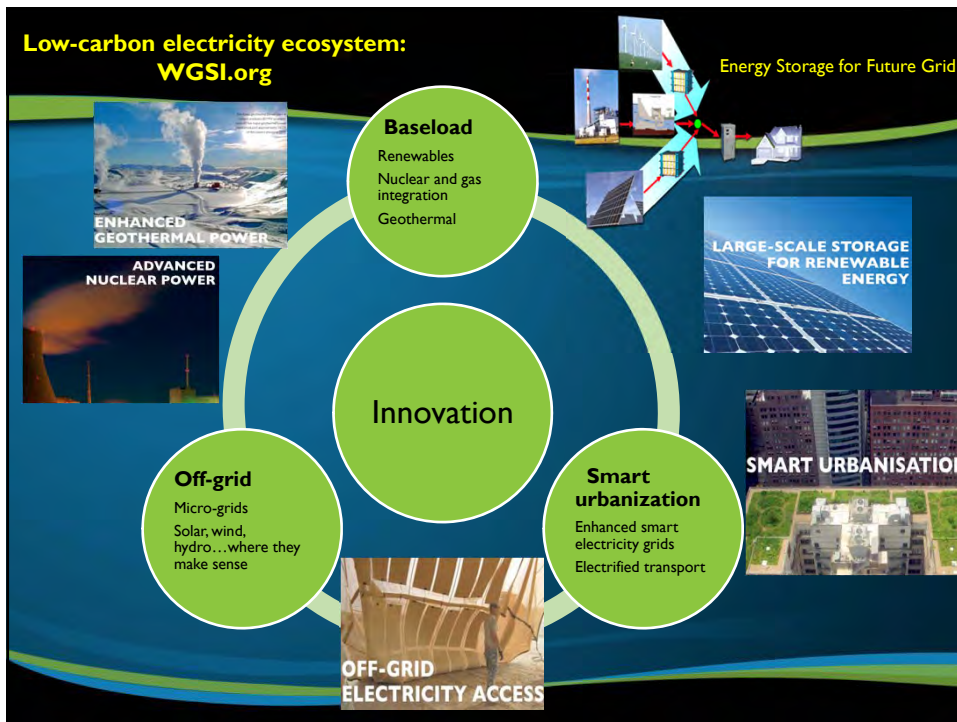 Low-carbon electricity ecosystem:
WGSI.org
Energy Storage for Future Grid
Baseload
Renewables
Nuclear and gas
integration
Geothermal
ENHANCED
GEOTHERMAL POWER
ADVANCED
NUCLEAR POWER
LARGE-SCALE STORAGE
FOR RENEWABLE
ENERGY
Innovation
Off-grid
Micro-grids
Solar, wind,
hydro…where they
make sense
Smart
urbanization
Enhanced smart
electricity grids
Electrified transport
SMART URBANISATION
OFF-GRID
ELECTRICITY ACCESS